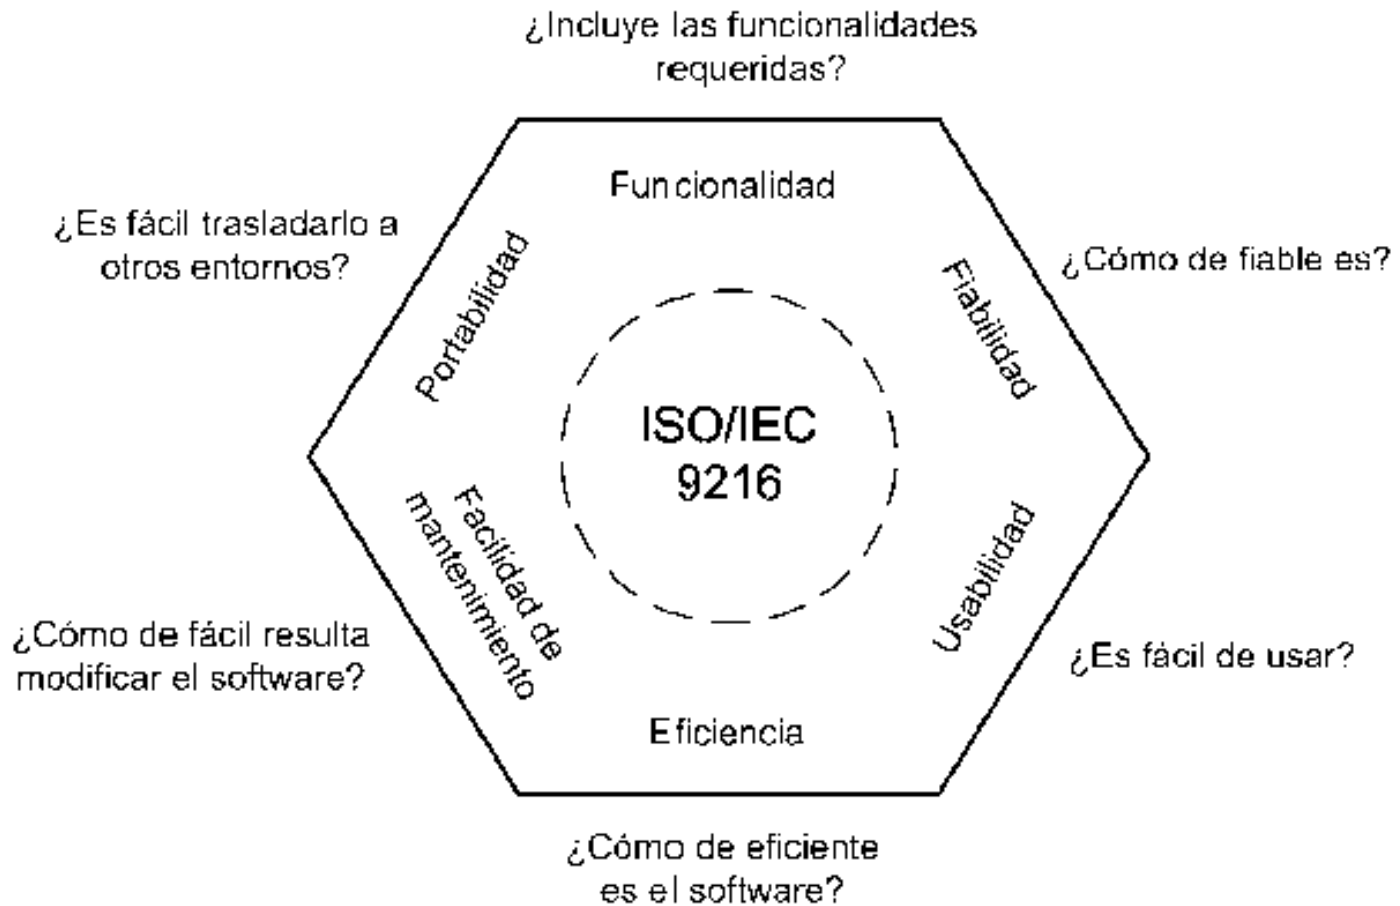 ¿Incluye las funcionalidades
requeridas?
Funcionalidad
¿Es fácil trasladarlo a
otros entornos?
Portabilidad
Fiabilidad
¿Cómo de fiable es?
ISO/IEC
9216
Facilidad de
mantenimiento
Usabilidad
¿Cómo de fácil resulta
modificar el software?
¿Es fácil de usar?
Eficiencia
¿Cómo de eficiente
es el software?